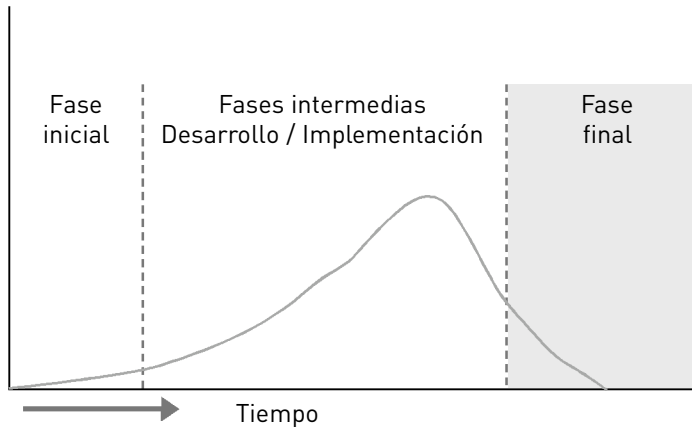 Fase
inicial
Fases intermedias
Desarrollo / Implementación
Fase
final
Tiempo